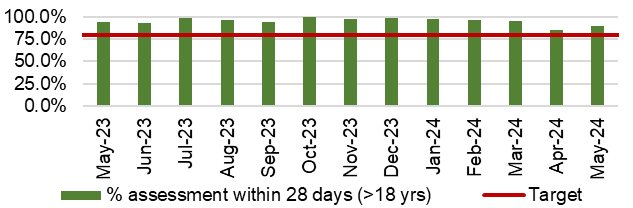 100.0%
75.0%
50.0%
25.0%
0.0%
May-23
Jun-23
Jul-23
Aug-23
Sep-23
Oct-23
Nov-23
Dec-23
Jan-24
Feb-24
Mar-24
Apr-24
May-24
% assessment within 28 days (>18 yrs)
Target